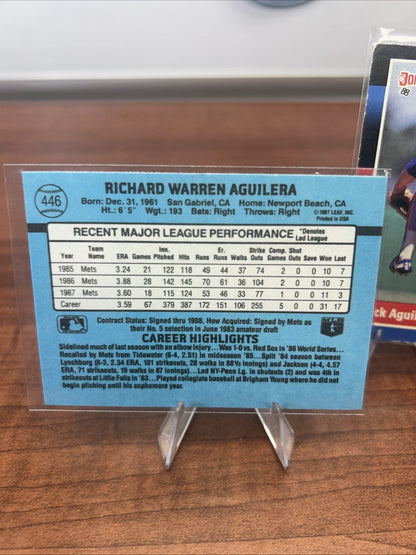 446
RICHARD WARREN AGUILERA
Born: Dec. 31, 1961 San Gabriel, CA Home: Newport Beach, CA
Ht.: 6'5" Wgt.: 193 Bats: Right Throws: Right
©1987 LEAF, INC.
Printed in USA
RECENT MAJOR LEAGUE PERFORMANCE *Denotes Led League
Year Team Name ERA Games Inn. Pitched Hits Runs Er. Runs Walks Strike Outs Comp. Games Shut Outs Save Won Lost
1985 Mets 3.24 21 122 118 49 44 37 74 2 0 0 10 7
1986 Mets 3.88 28 142 145 70 61 36 104 2 0 0 10 7
1987 Mets 3.60 18 115 124 53 46 33 77 1 0 0 11 3
Career 3.59 67 379 387 172 151 106 255 5 0 0 31 17
Contract Status: Signed thru 1988. How Acquired: Signed by Mets as
their No. 5 selection in June 1983 amateur draft
CAREER HIGHLIGHTS
Sidelined much of last season with an elbow injury...Was 1-0 vs. Red Sox in '86 World Series...
Recalled by Mets from Tidewater (6-4, 2.51) in midseason '85... Split '84 season between
Lynchburg (8-3, 2.34 ERA, 101 strikeouts, 28 walks in 88⅓ innings) and Jackson (4-4, 4.57
ERA, 71 strikeouts, 19 walks in 67 innings)...Led NY-Penn Lg. in shutouts (2) and was 4th in
strikeouts at Little Falls in '83...Played collegiate baseball at Brigham Young where he did not
begin pitching until his sophomore year.
Don
88
ck Aguil